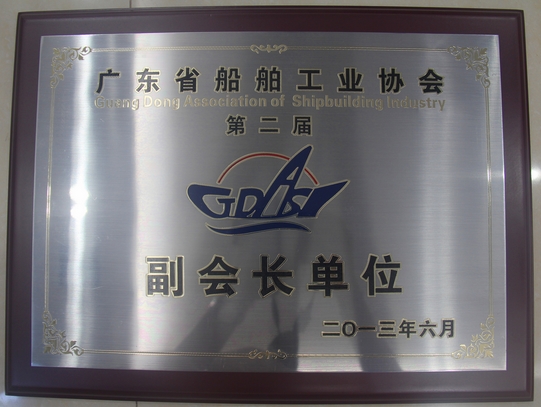 广东省船舶工业协会
Guang Dong Association of Shipbuilding Industry
第二届
GDASI
副会长单位
二〇一三年六月